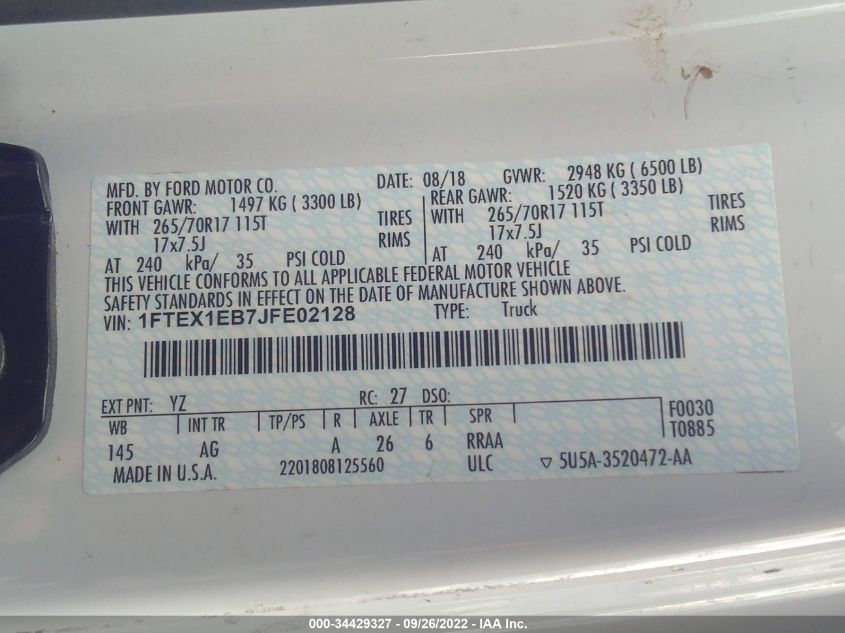 MFD. BY FORD MOTOR CO. DATE: 08/18 GVWR: 2948 KG ( 6500 LB)
FRONT GAWR: 1497 KG ( 3300 LB) REAR GAWR: 1520 KG ( 3350 LB)
WITH 265/70R17 115T TIRES WITH 265/70R17 115T TIRES
17x7.5J RIMS 17x7.5J RIMS
AT 240 kPa/ 35 PSI COLD AT 240 kPa/ 35 PSI COLD
THIS VEHICLE CONFORMS TO ALL APPLICABLE FEDERAL MOTOR VEHICLE
SAFETY STANDARDS IN EFFECT ON THE DATE OF MANUFACTURE SHOWN ABOVE.
VIN: 1FTEX1EB7JFE02128 TYPE: Truck
EXT PNT: YZ RC: 27 DSO: F0030
WB INT TR TP/PS R AXLE TR SPR T0885
145 AG A 26 6 RRAA
MADE IN U.S.A. 2201808125560 ULC ▽ 5U5A-3520472-AA
000-34429327 - 09/26/2022 - IAA Inc.